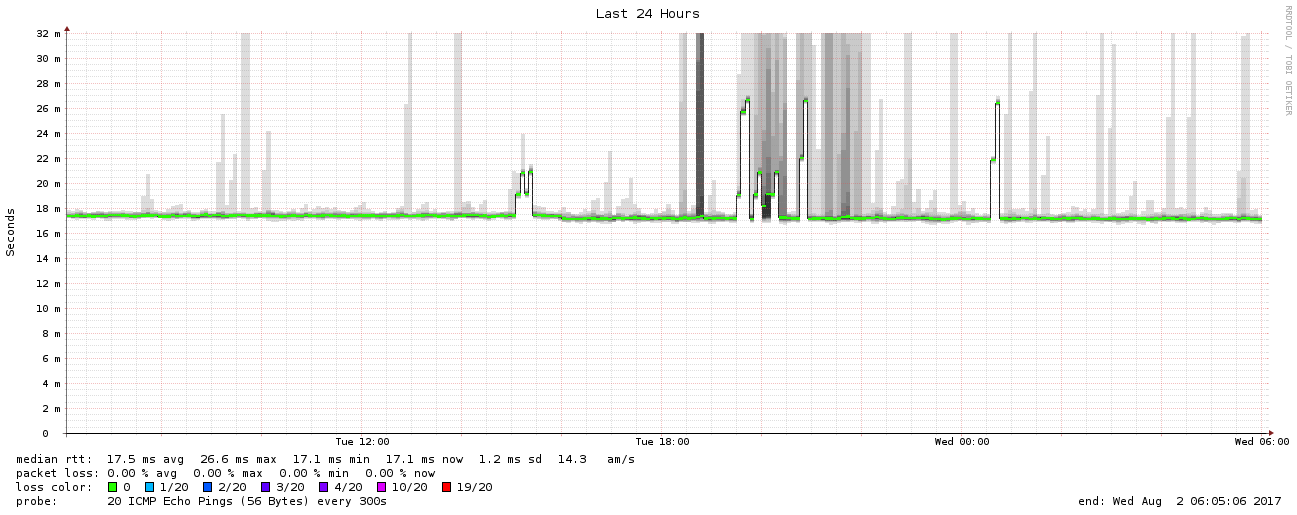 Last 24 Hours
RRDTOOL / TOBI OETIKER
Seconds
32 m
30 m
28 m
26 m
24 m
22 m
20 m
18 m
16 m
14 m
12 m
10 m
8 m
6 m
4 m
2 m
0
Tue 12:00 Tue 18:00 Wed 00:00 Wed 06:00
median rtt: 17.5 ms avg 26.6 ms max 17.1 ms min 17.1 ms now 1.2 ms sd 14.3 am/s
packet loss: 0.00 % avg 0.00 % max 0.00 % min 0.00 % now
loss color: 0 1/20 2/20 3/20 4/20 10/20 19/20
probe: 20 ICMP Echo Pings (56 Bytes) every 300s end: Wed Aug 2 06:05:06 2017